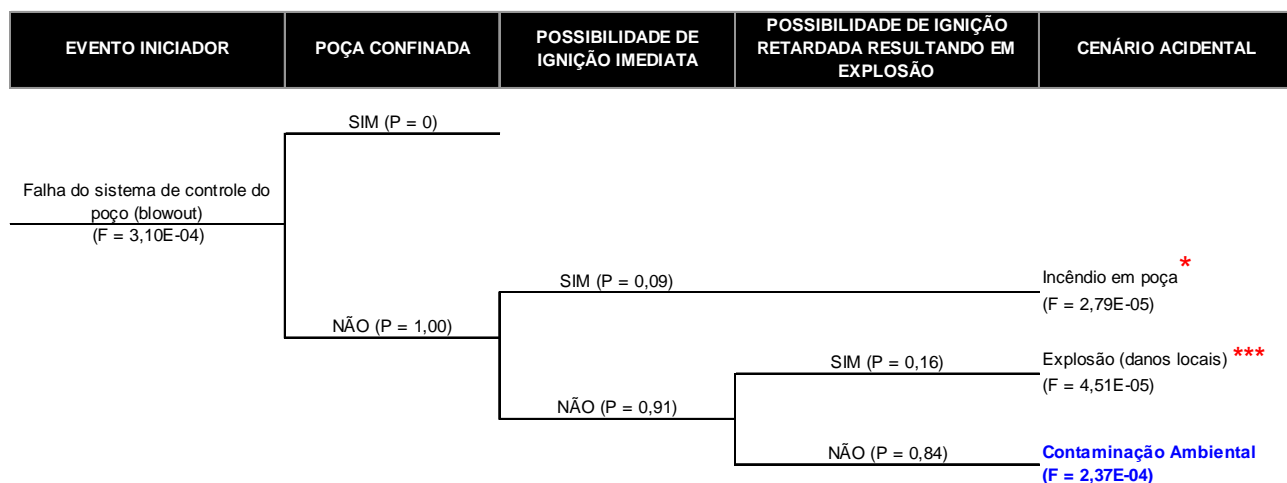 EVENTO INICIADOR
POÇA CONFINADA
POSSIBILIDADE DE
IGNIÇÃO IMEDIATA
POSSIBILIDADE DE IGNIÇÃO
RETARDADA RESULTANDO EM
EXPLOSÃO
CENÁRIO ACIDENTAL
SIM (P = 0)
Falha do sistema de controle do
poço (blowout)
(F = 3,10E-04)
SIM (P = 0,09)
Incêndio em poça *
(F = 2,79E-05)
NÃO (P = 1,00)
SIM (P = 0,16)
Explosão (danos locais) ***
(F = 4,51E-05)
NÃO (P = 0,91)
NÃO (P = 0,84)
Contaminação Ambiental
(F = 2,37E-04)